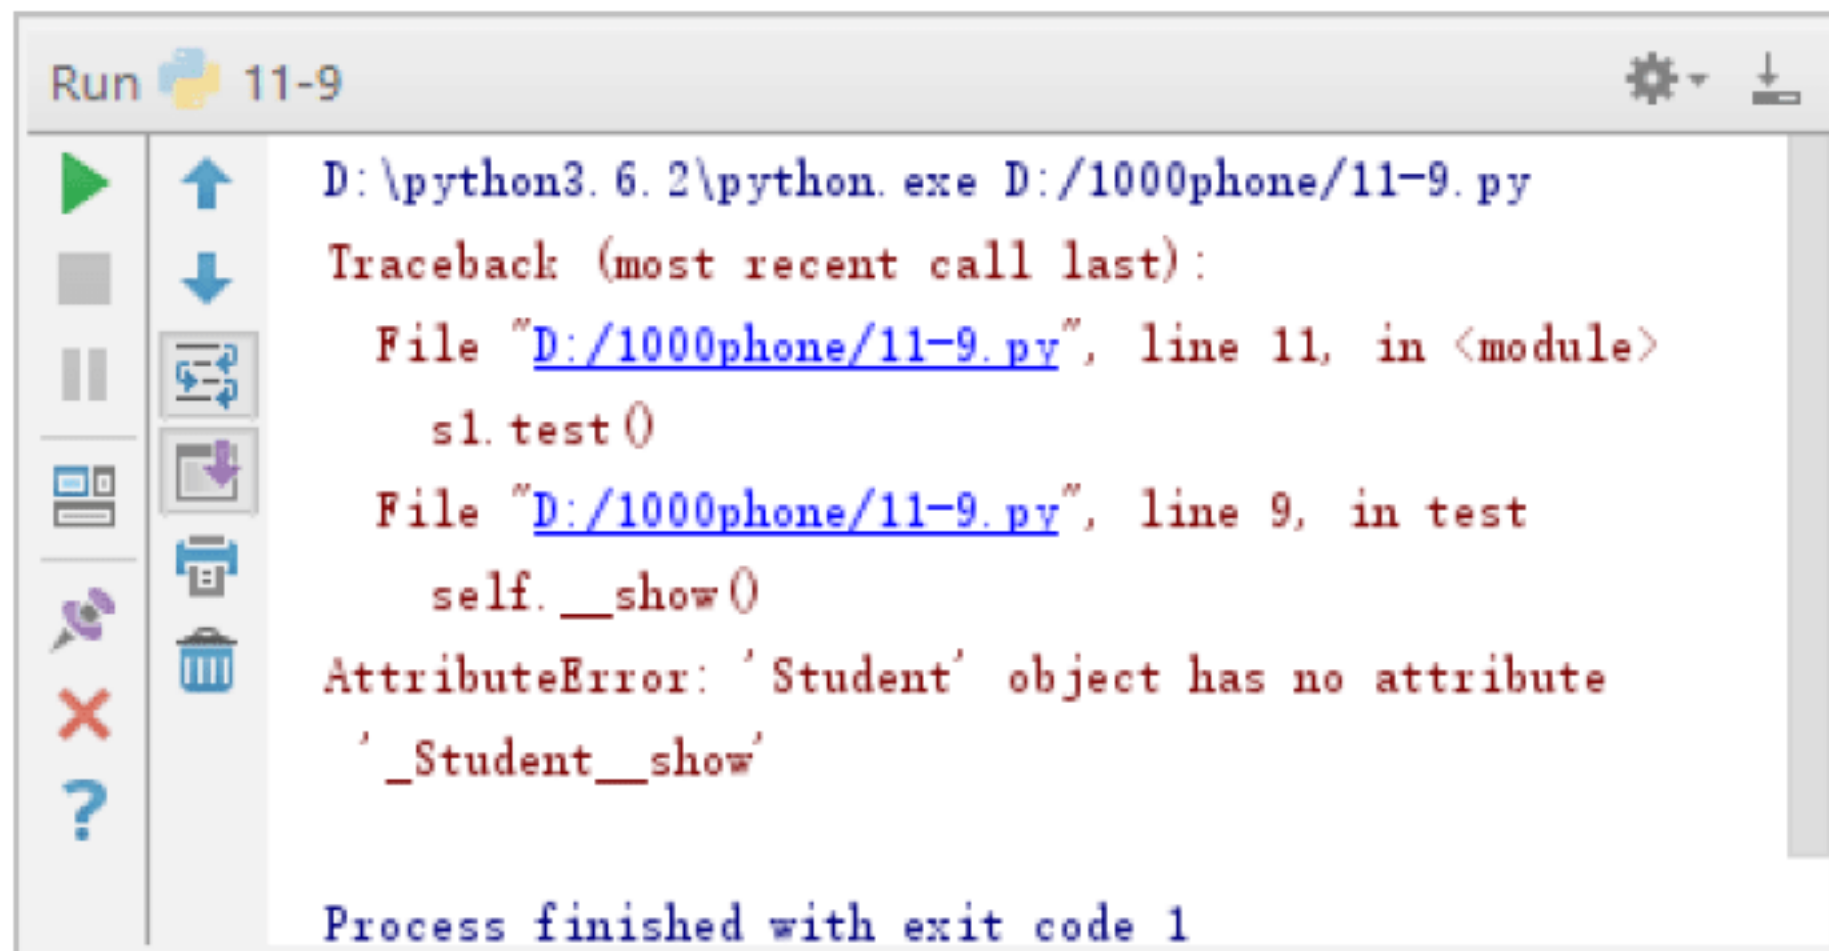 Run 11-9
D:\python3.6.2\python.exe D:/1000phone/11-9.py
Traceback (most recent call last):
File "D:/1000phone/11-9.py", line 11, in <module>
s1.test()
File "D:/1000phone/11-9.py", line 9, in test
self.__show()
AttributeError: 'Student' object has no attribute
'_Student__show'
Process finished with exit code 1